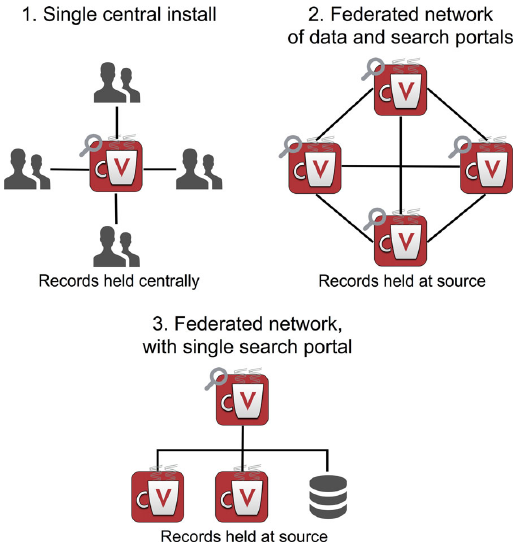 1. Single central install
2. Federated network
of data and search portals
V
V
V
V
V
Records held centrally
Records held at source
3. Federated network,
with single search portal
V
V
V
Records held at source